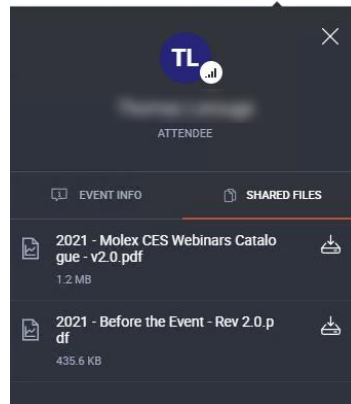 TL
ATTENDEE
EVENT INFO
SHARED FILES
2021 - Molex CES Webinars Catalo
gue - v2.0.pdf
1.2 MB
2021 - Before the Event - Rev 2.0.p
df
435.6 KB